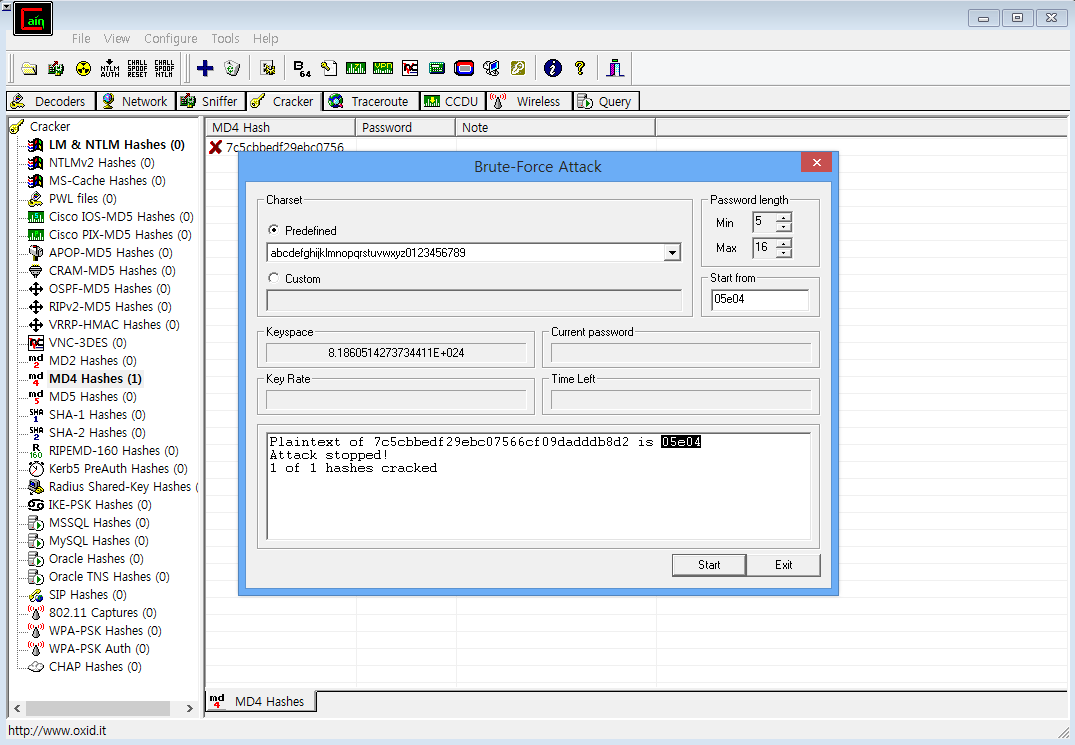 Cain
File View Configure Tools Help
NTLM AUTH
CHALL SPOOF RESET
CHALL SPOOF NTLM
B64
Decoders Network Sniffer Cracker Traceroute CCDU Wireless Query
Cracker
LM & NTLM Hashes (0)
NTLMv2 Hashes (0)
MS-Cache Hashes (0)
PWL files (0)
Cisco IOS-MD5 Hashes (0)
Cisco PIX-MD5 Hashes (0)
APOP-MD5 Hashes (0)
CRAM-MD5 Hashes (0)
OSPF-MD5 Hashes (0)
RIPv2-MD5 Hashes (0)
VRRP-HMAC Hashes (0)
VNC-3DES (0)
md2 MD2 Hashes (0)
md4 MD4 Hashes (1)
md5 MD5 Hashes (0)
SHA1 SHA-1 Hashes (0)
SHA2 SHA-2 Hashes (0)
R160 RIPEMD-160 Hashes (0)
Kerb5 PreAuth Hashes (0)
Radius Shared-Key Hashes (
IKE-PSK Hashes (0)
MSSQL Hashes (0)
MySQL Hashes (0)
Oracle Hashes (0)
Oracle TNS Hashes (0)
SIP Hashes (0)
802.11 Captures (0)
WPA-PSK Hashes (0)
WPA-PSK Auth (0)
CHAP Hashes (0)
MD4 Hash Password Note
7c5cbbedf29ebc0756
Brute-Force Attack
Charset
Predefined
abcdefghijklmnopqrstuvwxyz0123456789
Custom
Password length
Min 5
Max 16
Start from
05e04
Keyspace
8.1860514273734411E+024
Current password
Key Rate
Time Left
Plaintext of 7c5cbbedf29ebc07566cf09dadddb8d2 is 05e04
Attack stopped!
1 of 1 hashes cracked
Start Exit
md4 MD4 Hashes
http://www.oxid.it